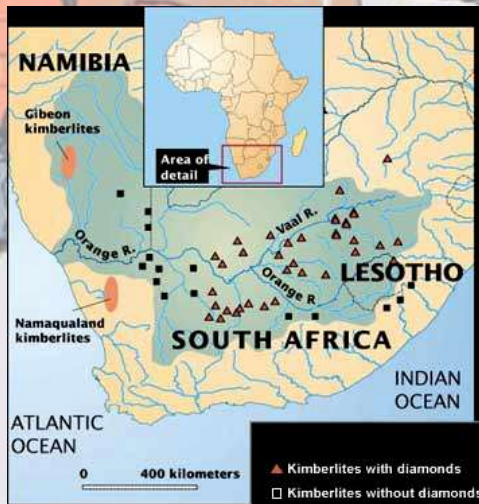 NAMIBIA
Gibeon
kimberlites
Area of
detail
Vaal R.
Orange R.
Orange R
LESOTHO
Namaqualand
kimberlites
SOUTH AFRICA
INDIAN
OCEAN
ATLANTIC
OCEAN
0 400 kilometers
Kimberlites with diamonds
Kimberlites without diamonds